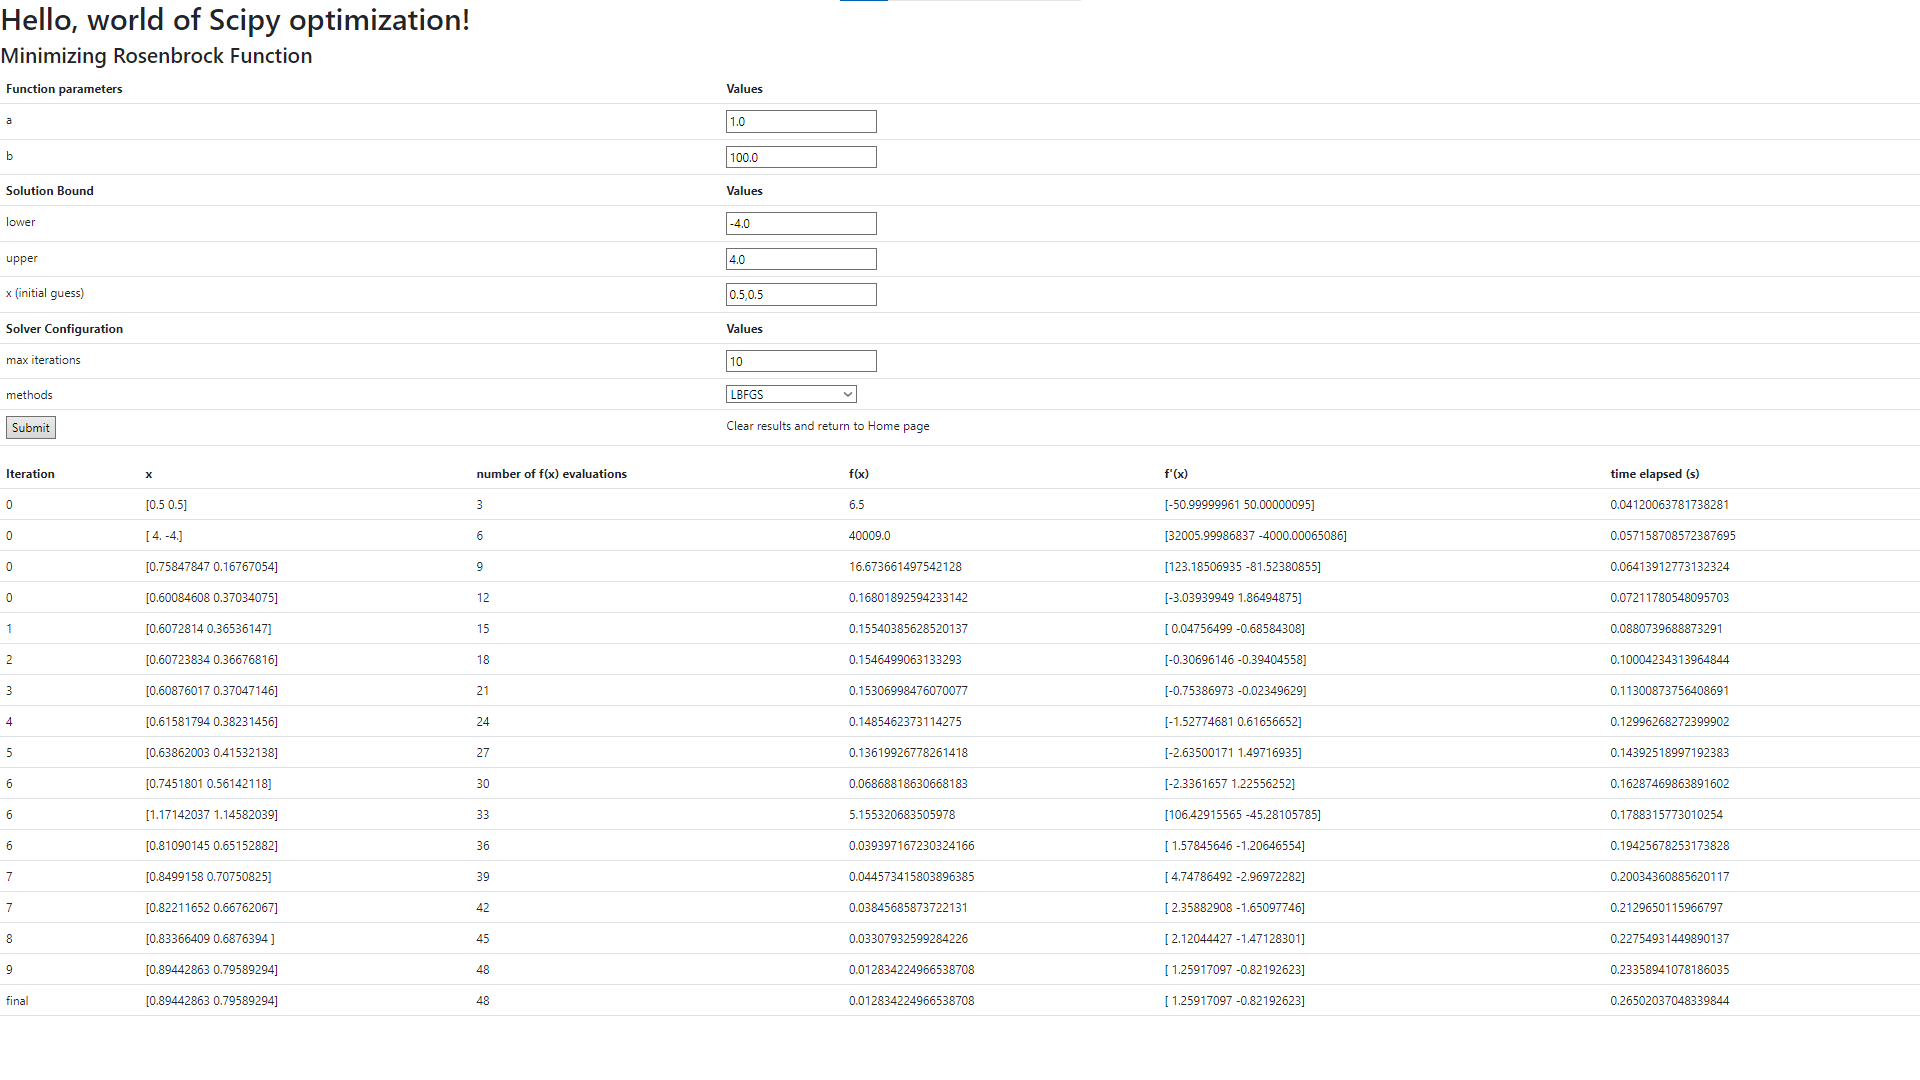 Hello, world of Scipy optimization!
Minimizing Rosenbrock Function
Function parameters Values
a 1.0
b 100.0
Solution Bound Values
lower -4.0
upper 4.0
x (initial guess) 0.5,0.5
Solver Configuration Values
max iterations 10
methods LBFGS
Submit Clear results and return to Home page
Iteration x number of f(x) evaluations f(x) f'(x) time elapsed (s)
0 [0.5 0.5] 3 6.5 [-50.99999961 50.00000095] 0.04120063781738281
0 [ 4. -4.] 6 40009.0 [32005.99986837 -4000.00065086] 0.057158708572387695
0 [0.75847847 0.16767054] 9 16.673661497542128 [123.18506935 -81.52380855] 0.06413912773132324
0 [0.60084608 0.37034075] 12 0.16801892594233142 [-3.03939949 1.86494875] 0.07211780548095703
1 [0.6072814 0.36536147] 15 0.15540385628520137 [ 0.04756499 -0.68584308] 0.0880739688873291
2 [0.60723834 0.36676816] 18 0.1546499063133293 [-0.30696146 -0.39404558] 0.10004234313964844
3 [0.60876017 0.37047146] 21 0.15306998476070077 [-0.75386973 -0.02349629] 0.11300873756408691
4 [0.61581794 0.38231456] 24 0.1485462373114275 [-1.52774681 0.61656652] 0.12996268272399902
5 [0.63862003 0.41532138] 27 0.13619926778261418 [-2.63500171 1.49716935] 0.14392518997192383
6 [0.7451801 0.56142118] 30 0.06868818630668183 [-2.3361657 1.22556252] 0.16287469863891602
6 [1.17142037 1.14582039] 33 5.155320683505978 [106.42915565 -45.28105785] 0.1788315773010254
6 [0.81090145 0.65152882] 36 0.039397167230324166 [ 1.57845646 -1.20646554] 0.19425678253173828
7 [0.8499158 0.70750825] 39 0.044573415803896385 [ 4.74786492 -2.96972282] 0.20034360885620117
7 [0.82211652 0.66762067] 42 0.03845685873722131 [ 2.35882908 -1.65097746] 0.2129650115966797
8 [0.83366409 0.6876394 ] 45 0.03307932599284226 [ 2.12044427 -1.47128301] 0.22754931449890137
9 [0.89442863 0.79589294] 48 0.012834224966538708 [ 1.25917097 -0.82192623] 0.23358941078186035
final [0.89442863 0.79589294] 48 0.012834224966538708 [ 1.25917097 -0.82192623] 0.26502037048339844